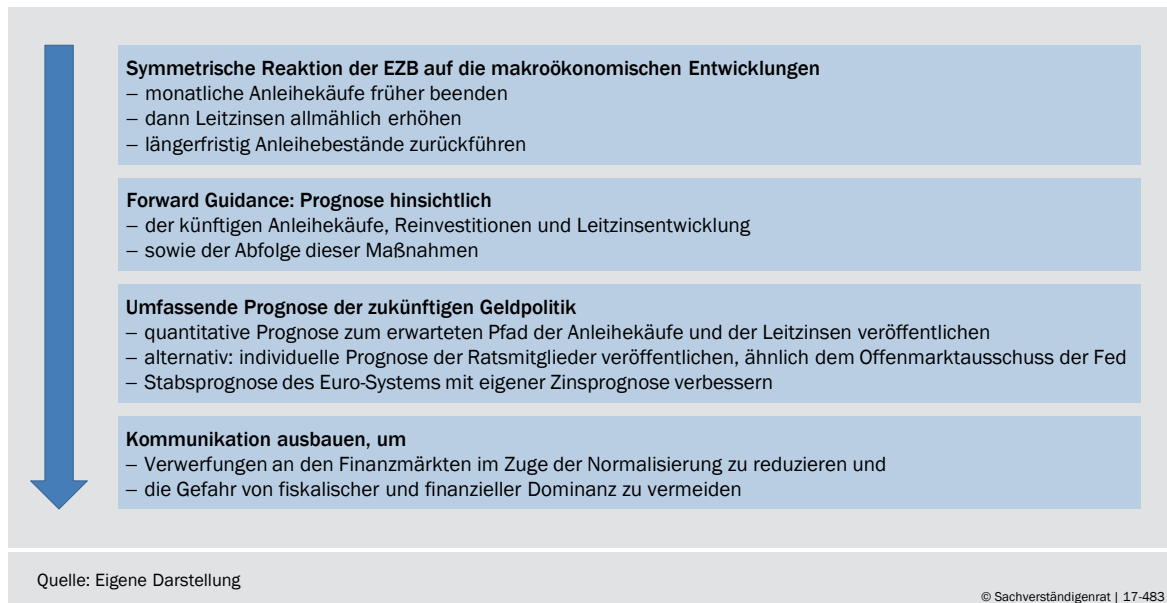 Symmetrische Reaktion der EZB auf die makroökonomischen Entwicklungen
– monatliche Anleihekäufe früher beenden
– dann Leitzinsen allmählich erhöhen
– längerfristig Anleihebestände zurückführen
Forward Guidance: Prognose hinsichtlich
– der künftigen Anleihekäufe, Reinvestitionen und Leitzinsentwicklung
– sowie der Abfolge dieser Maßnahmen
Umfassende Prognose der zukünftigen Geldpolitik
– quantitative Prognose zum erwarteten Pfad der Anleihekäufe und der Leitzinsen veröffentlichen
– alternativ: individuelle Prognose der Ratsmitglieder veröffentlichen, ähnlich dem Offenmarktausschuss der Fed
– Stabsprognose des Euro-Systems mit eigener Zinsprognose verbessern
Kommunikation ausbauen, um
– Verwerfungen an den Finanzmärkten im Zuge der Normalisierung zu reduzieren und
– die Gefahr von fiskalischer und finanzieller Dominanz zu vermeiden
Quelle: Eigene Darstellung
© Sachverständigenrat | 17-483